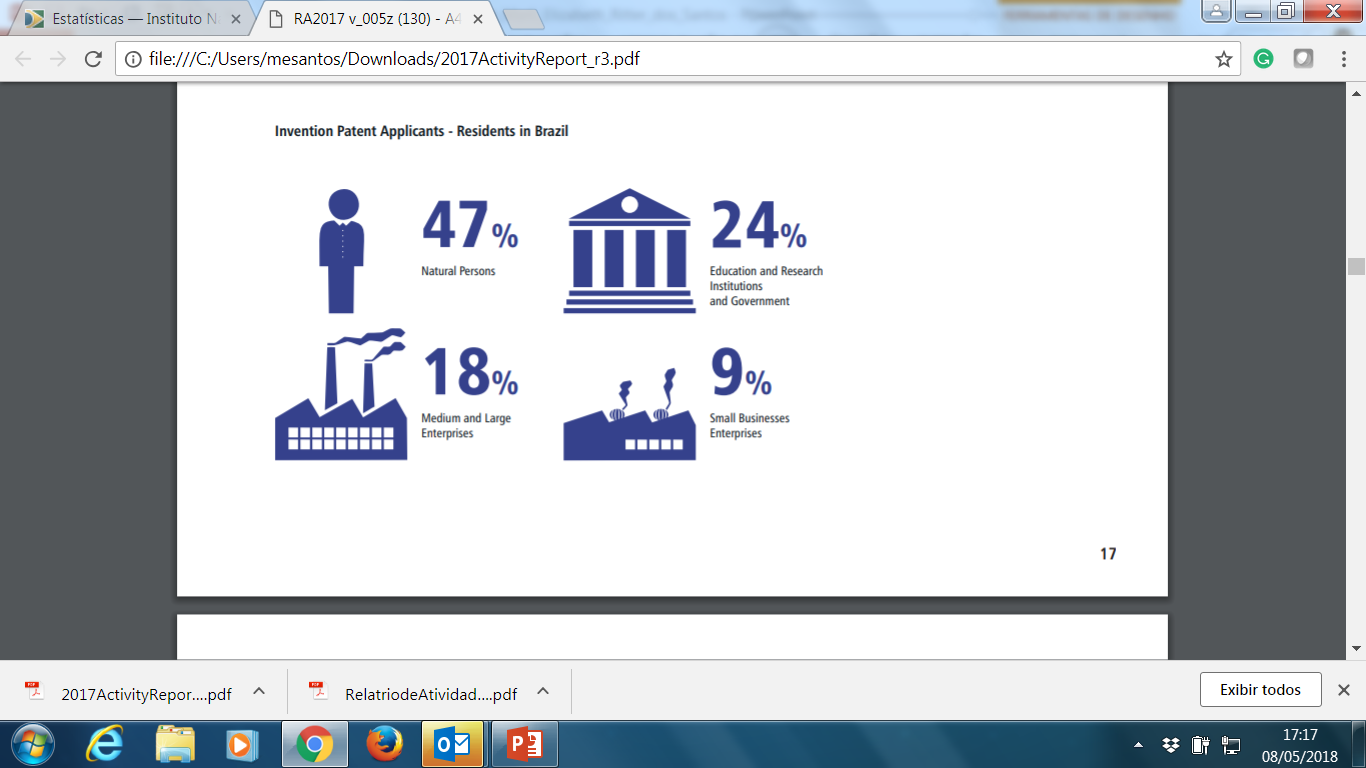 Estatísticas — Instituto N
RA2017 v_005z (130) - A4
file:///C:/Users/mesantos/Downloads/2017ActivityReport_r3.pdf
Invention Patent Applicants - Residents in Brazil
47%
Natural Persons
24%
Education and Research
Institutions
and Government
18%
Medium and Large
Enterprises
9%
Small Businesses
Enterprises
17
2017ActivityRepor....pdf
RelatriodeAtividad....pdf
Exibir todos
17:17
08/05/2018